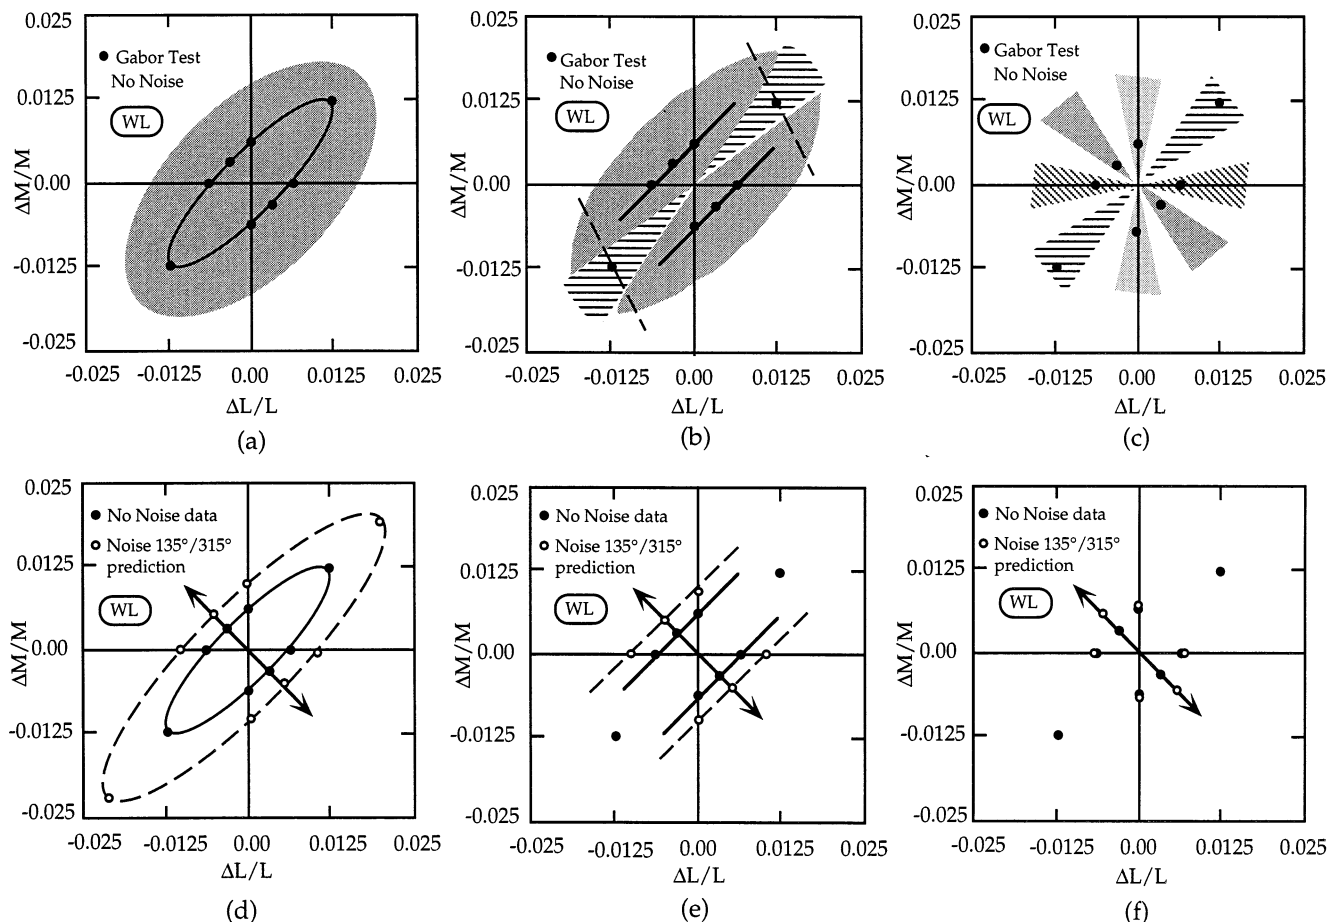 0.025
Gabor Test
No Noise
WL
0.0125
0.00
-0.0125
-0.025
ΔM/M
-0.025 -0.0125 0.00 0.0125 0.025
ΔL/L
(a)
0.025
Gabor Test
No Noise
WL
0.0125
0.00
-0.0125
-0.025
ΔM/M
-0.025 -0.0125 0.00 0.0125 0.025
ΔL/L
(b)
0.025
Gabor Test
No Noise
WL
0.0125
0.00
-0.0125
-0.025
ΔM/M
-0.025 -0.0125 0.00 0.0125 0.025
ΔL/L
(c)
0.025
No Noise data
Noise 135°/315°
prediction
WL
0.0125
0.00
-0.0125
-0.025
ΔM/M
-0.025 -0.0125 0.00 0.0125 0.025
ΔL/L
(d)
0.025
No Noise data
Noise 135°/315°
prediction
WL
0.0125
0.00
-0.0125
-0.025
ΔM/M
-0.025 -0.0125 0.00 0.0125 0.025
ΔL/L
(e)
0.025
No Noise data
Noise 135°/315°
prediction
WL
0.0125
0.00
-0.0125
-0.025
ΔM/M
-0.025 -0.0125 0.00 0.0125 0.025
ΔL/L
(f)